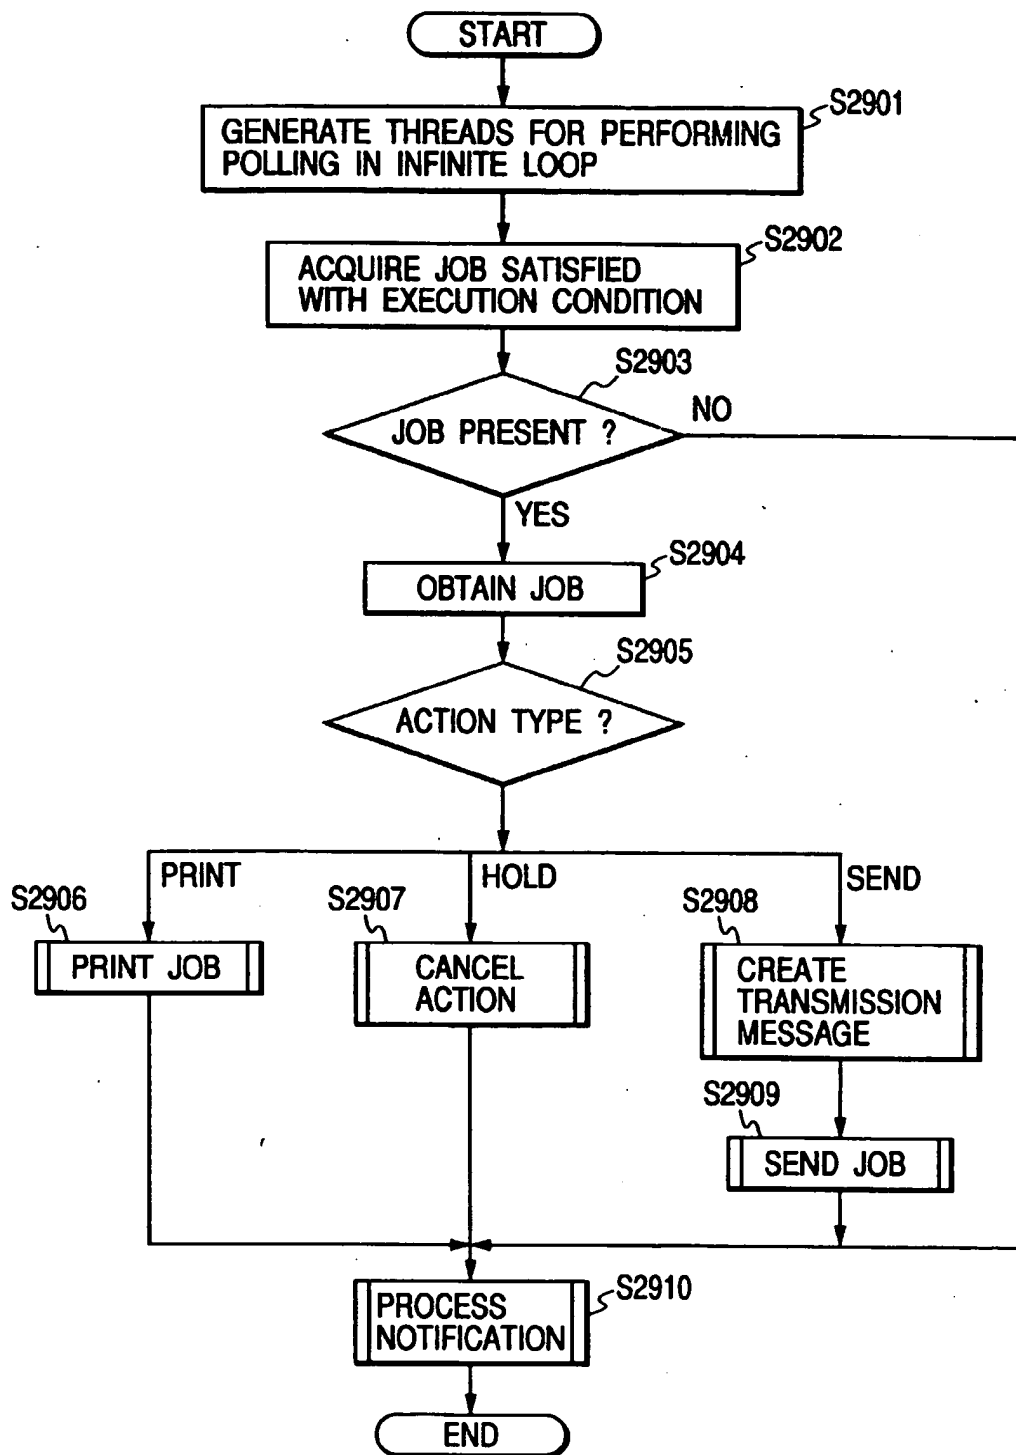 START
S2901
GENERATE THREADS FOR PERFORMING
POLLING IN INFINITE LOOP
S2902
ACQUIRE JOB SATISFIED
WITH EXECUTION CONDITION
S2903
JOB PRESENT ?
NO
YES
S2904
OBTAIN JOB
S2905
ACTION TYPE ?
PRINT
HOLD
SEND
S2906
PRINT JOB
S2907
CANCEL
ACTION
S2908
CREATE
TRANSMISSION
MESSAGE
S2909
SEND JOB
S2910
PROCESS
NOTIFICATION
END